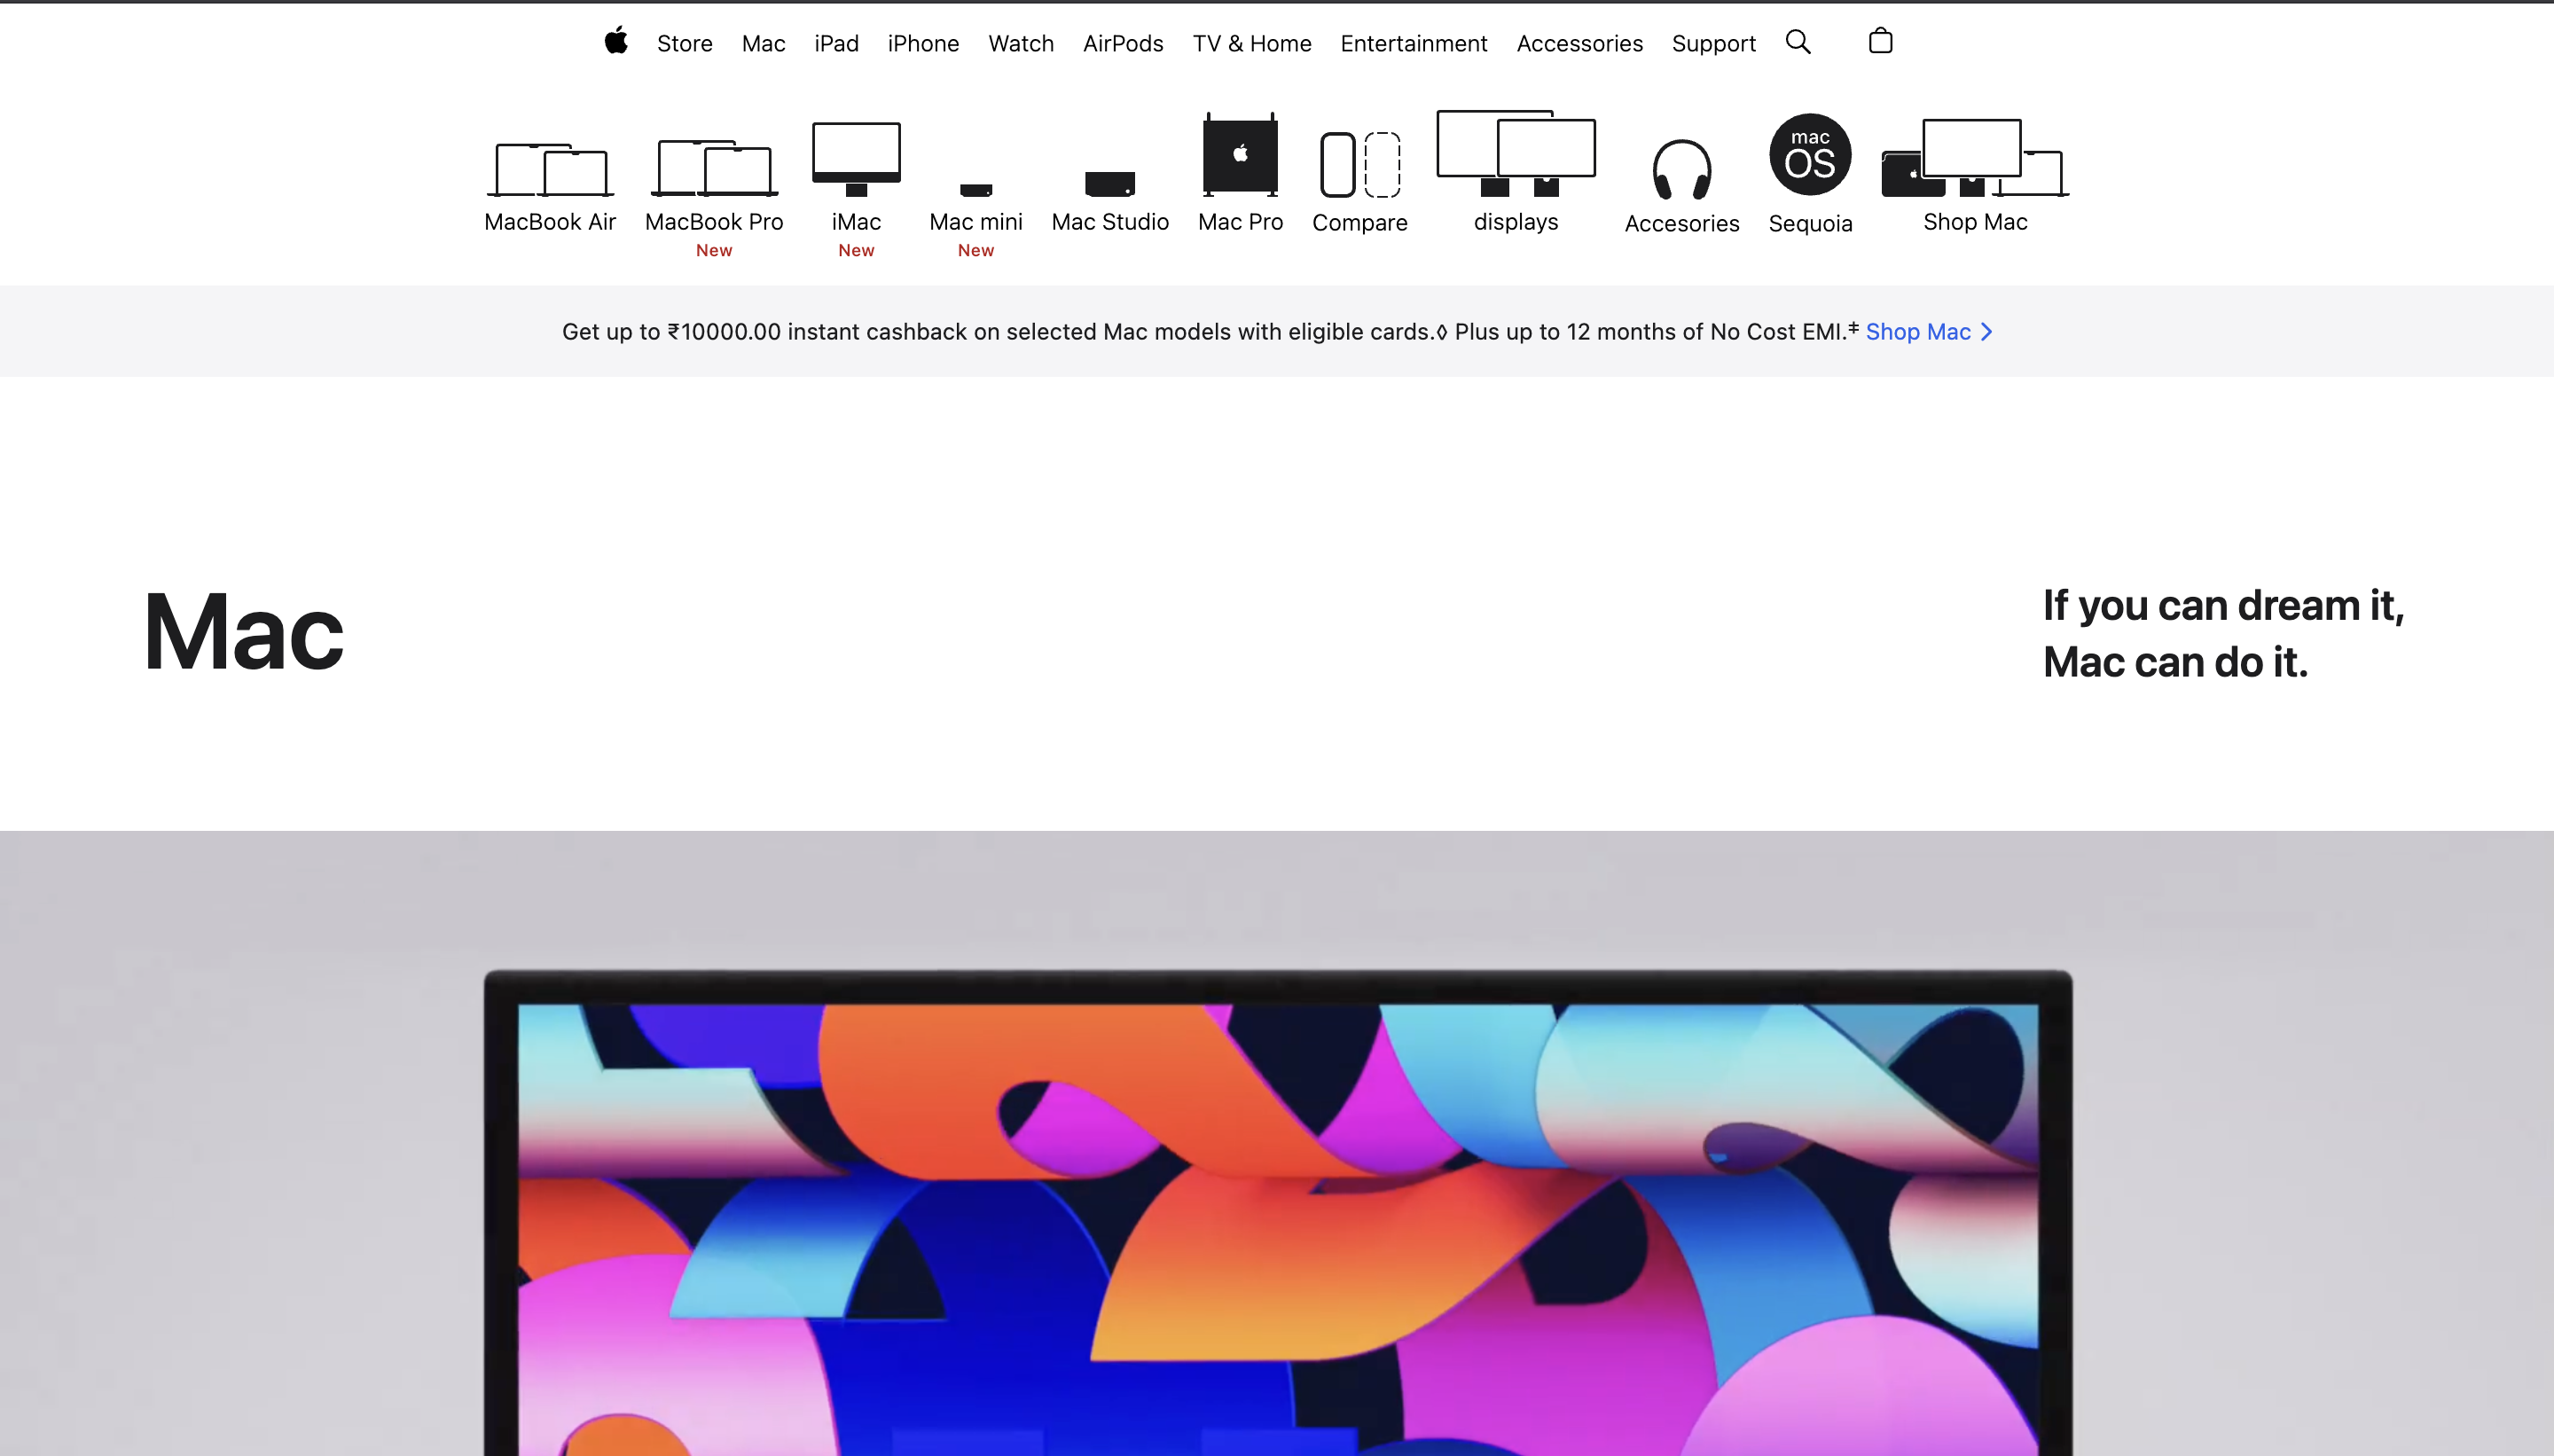 Store Mac iPad iPhone Watch AirPods TV & Home Entertainment Accessories Support
mac
OS
MacBook Air MacBook Pro iMac Mac mini Mac Studio Mac Pro Compare displays Accesories Sequoia Shop Mac
New New New
Get up to ₹10000.00 instant cashback on selected Mac models with eligible cards.◊ Plus up to 12 months of No Cost EMI.‡ Shop Mac >
Mac
If you can dream it,
Mac can do it.